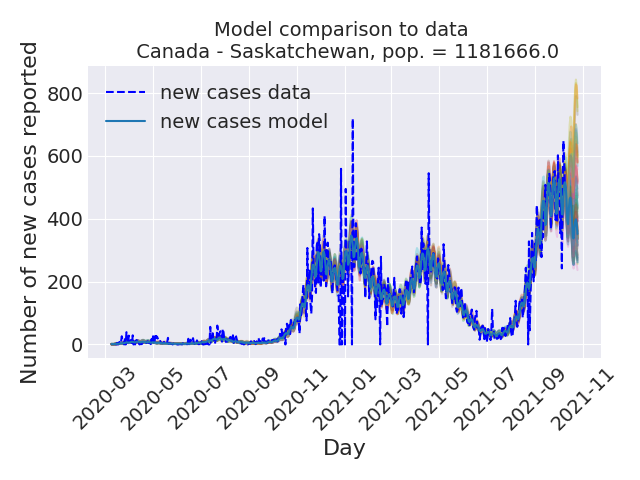 Model comparison to data
Canada - Saskatchewan, pop. = 1181666.0
Number of new cases reported
800
600
400
200
0
new cases data
new cases model
2020-03
2020-05
2020-07
2020-09
2020-11
2021-01
2021-03
2021-05
2021-07
2021-09
2021-11
Day